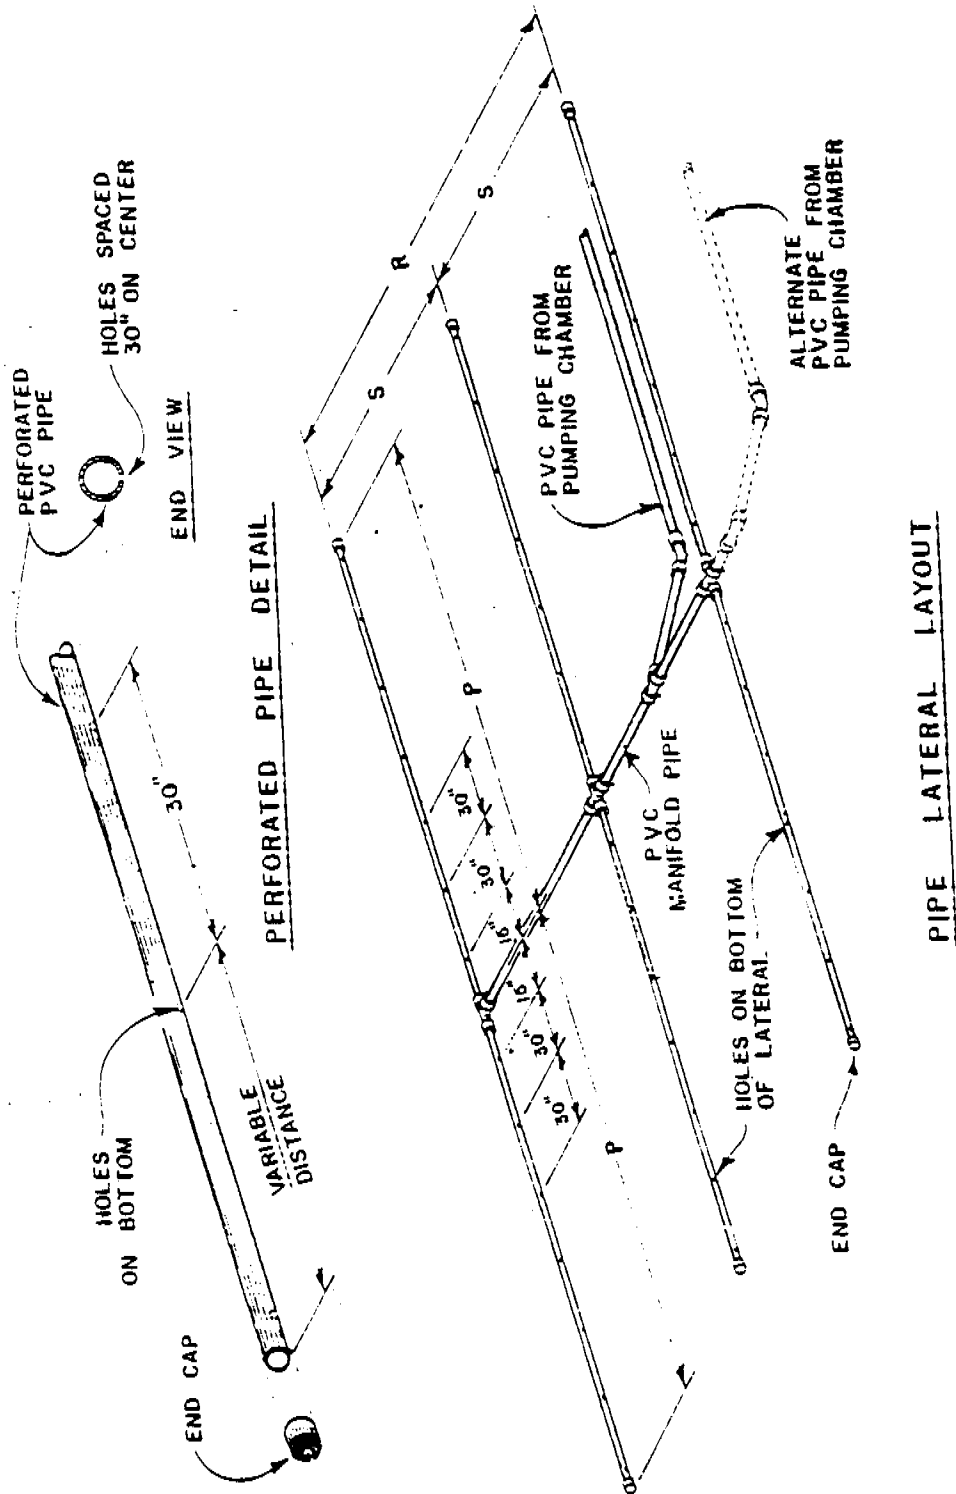 PERFORATED
PVC PIPE
HOLES SPACED
30" ON CENTER
END VIEW
30"
HOLES
ON BOTTOM
VARIABLE
DISTANCE
END CAP
PERFORATED PIPE DETAIL
R
S
S
P
30"
30"
16"
16"
30"
30"
P
PVC PIPE FROM
PUMPING CHAMBER
ALTERNATE
PVC PIPE FROM
PUMPING CHAMBER
PVC
MANIFOLD PIPE
HOLES ON BOTTOM
OF LATERAL
END CAP
PIPE LATERAL LAYOUT